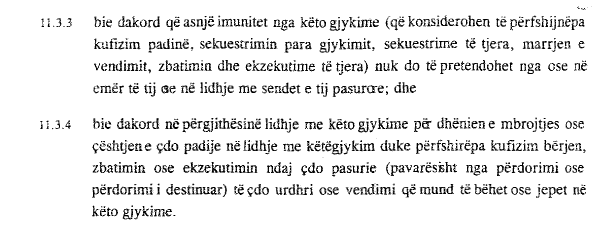 11.3.3 bie dakord që asnjë imunitet nga këto gjykime (që konsiderohen të përfshijnëpa
kufizim padinë, sekuestrimin para gjykimit, sekuestrime të tjera, marrjen e
vendimit, zbatimin dhe ekzekutime të tjera) nuk do të pretendohet nga ose në
emër të tij ose në lidhje me sendet e tij pasurore; dhe
11.3.4 bie dakord në përgjithësinë lidhje me këto gjykime për dhënien e mbrojtjes ose
çështjen e çdo padije në lidhje me këtëgjykim duke përfshirëpa kufizim bërjen,
zbatimin ose ekzekutimin ndaj çdo pasurie (pavarësisht nga përdorimi ose
përdorimi i destinuar) të çdo urdhri ose vendimi që mund të bëhet ose jepet në
këto gjykime.